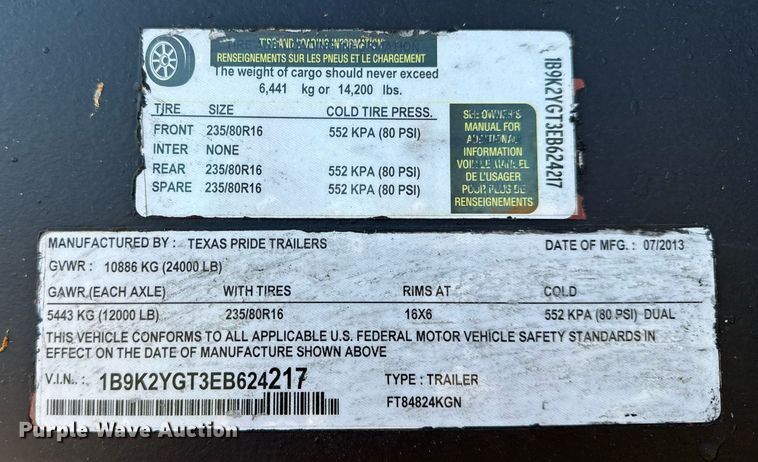 TIRE AND LOADING INFORMATION
RENSEIGNEMENTS SUR LES PNEUS ET LE CHARGEMENT
The weight of cargo should never exceed
6,441 kg or 14,200 lbs.
TIRE SIZE COLD TIRE PRESS.
FRONT 235/80R16 552 KPA (80 PSI)
INTER NONE
REAR 235/80R16 552 KPA (80 PSI)
SPARE 235/80R16 552 KPA (80 PSI)
SEE OWNER'S
MANUAL FOR
ADDITIONAL
INFORMATION
VOIR LE MANUEL
DE L'USAGER
POUR PLUS DE
RENSEIGNEMENTS
1B9K2YGT3EB624217
MANUFACTURED BY : TEXAS PRIDE TRAILERS DATE OF MFG. : 07/2013
GVWR : 10886 KG (24000 LB)
GAWR (EACH AXLE) WITH TIRES RIMS AT COLD
5443 KG (12000 LB) 235/80R16 16X6 552 KPA (80 PSI) DUAL
THIS VEHICLE CONFORMS TO ALL APPLICABLE U.S. FEDERAL MOTOR VEHICLE SAFETY STANDARDS IN
EFFECT ON THE DATE OF MANUFACTURE SHOWN ABOVE
V.I.N.: 1B9K2YGT3EB624217 TYPE : TRAILER
FT84824KGN
Purple Wave Auction